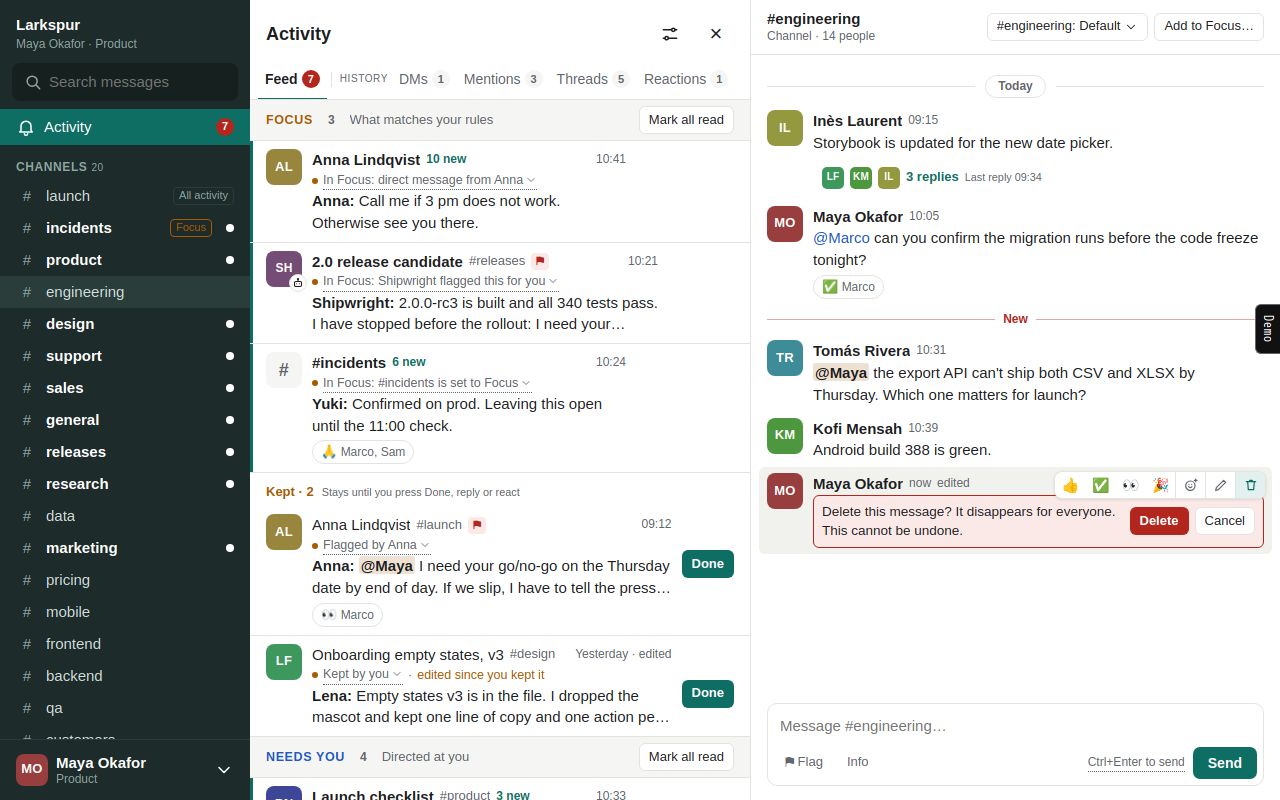 Larkspur
Maya Okafor · Product
Search messages
Activity
7
CHANNELS 20
# launch
All activity
# incidents
Focus
# product
# engineering
# design
# support
# sales
# general
# releases
# research
# data
# marketing
# pricing
# mobile
# frontend
# backend
# qa
# customers
MO
Maya Okafor
Product
Activity
Feed 7
HISTORY
DMs 1
Mentions 3
Threads 5
Reactions 1
FOCUS 3 What matches your rules
Mark all read
AL
Anna Lindqvist 10 new 10:41
In Focus: direct message from Anna
Anna: Call me if 3 pm does not work.
Otherwise see you there.
SH
2.0 release candidate #releases 10:21
In Focus: Shipwright flagged this for you
Shipwright: 2.0.0-rc3 is built and all 340 tests pass.
I have stopped before the rollout: I need your…
#
#incidents 6 new 10:24
In Focus: #incidents is set to Focus
Yuki: Confirmed on prod. Leaving this open
until the 11:00 check.
🙏 Marco, Sam
Kept · 2 Stays until you press Done, reply or react
AL
Anna Lindqvist #launch 09:12
Flagged by Anna
Anna: @Maya I need your go/no-go on the Thursday
date by end of day. If we slip, I have to tell the press…
Done
👀 Marco
LF
Onboarding empty states, v3 #design Yesterday · edited
Kept by you · edited since you kept it
Lena: Empty states v3 is in the file. I dropped the
mascot and kept one line of copy and one action pe…
Done
NEEDS YOU 4 Directed at you
Mark all read
Launch checklist #product 3 new 10:33
#engineering
Channel · 14 people
#engineering: Default
Add to Focus…
Today
IL
Inès Laurent 09:15
Storybook is updated for the new date picker.
LF KM IL 3 replies Last reply 09:34
MO
Maya Okafor 10:05
@Marco can you confirm the migration runs before the code freeze
tonight?
✅ Marco
New
Demo
TR
Tomás Rivera 10:31
@Maya the export API can't ship both CSV and XLSX by
Thursday. Which one matters for launch?
KM
Kofi Mensah 10:39
Android build 388 is green.
MO
Maya Okafor now edited
Delete this message? It disappears for everyone.
This cannot be undone.
Delete
Cancel
Message #engineering…
Flag
Info
Ctrl+Enter to send
Send